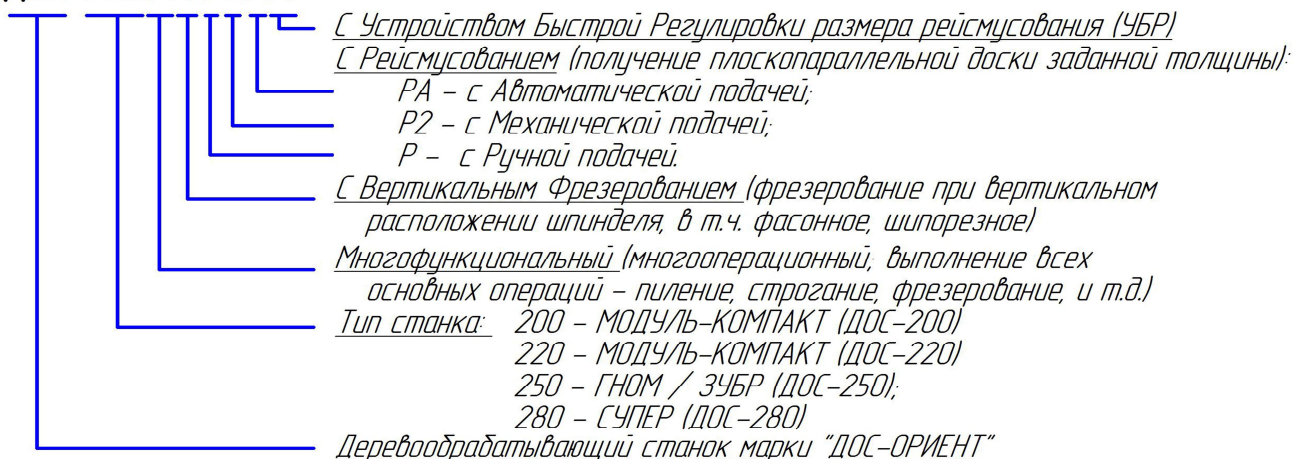 С Устройством Быстрой Регулировки размера рейсмусования (УБР)
С Рейсмусованием (получение плоскопараллельной доски заданной толщины):
РА – с Автоматической подачей;
Р2 – с Механической подачей;
Р – с Ручной подачей.
С Вертикальным Фрезерованием (фрезерование при вертикальном
расположении шпинделя, в т.ч. фасонное, шипорезное)
Многофункциональный (многооперационный; выполнение всех
основных операций – пиление, строгание, фрезерование, и т.д.)
Тип станка: 200 – МОДУЛЬ-КОМПАКТ (ДОС-200)
220 – МОДУЛЬ-КОМПАКТ (ДОС-220)
250 – ГНОМ / ЗУБР (ДОС-250);
280 – СУПЕР (ДОС-280)
Деревообрабатывающий станок марки "ДОС-ОРИЕНТ"